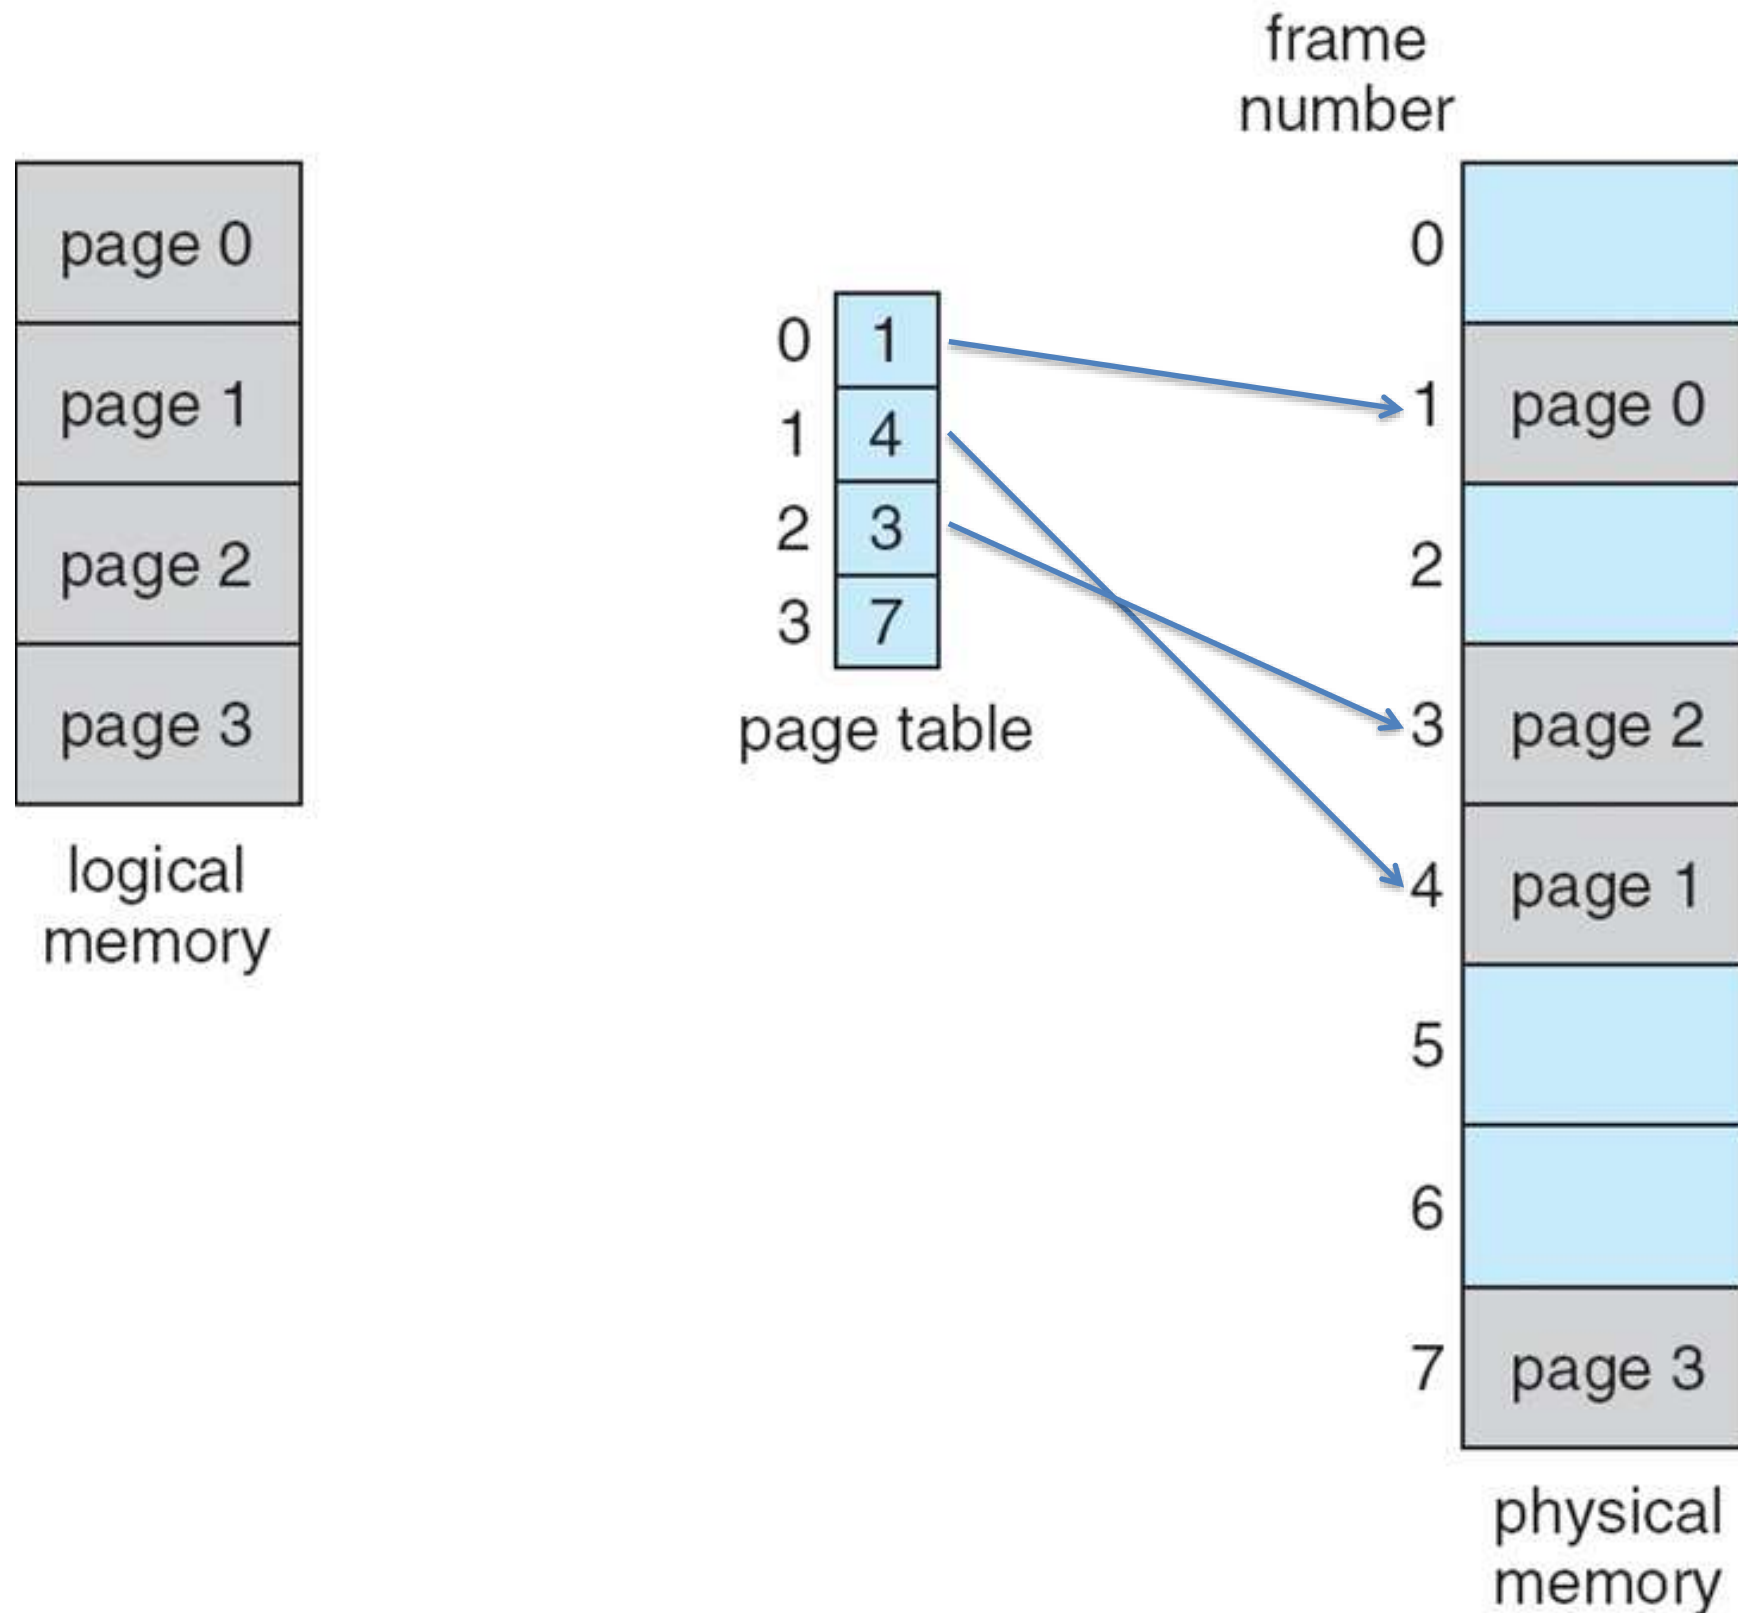 page 0
page 1
page 2
page 3
logical
memory
0 1
1 4
2 3
3 7
page table
frame
number
0
1 page 0
2
3 page 2
4 page 1
5
6
7 page 3
physical
memory